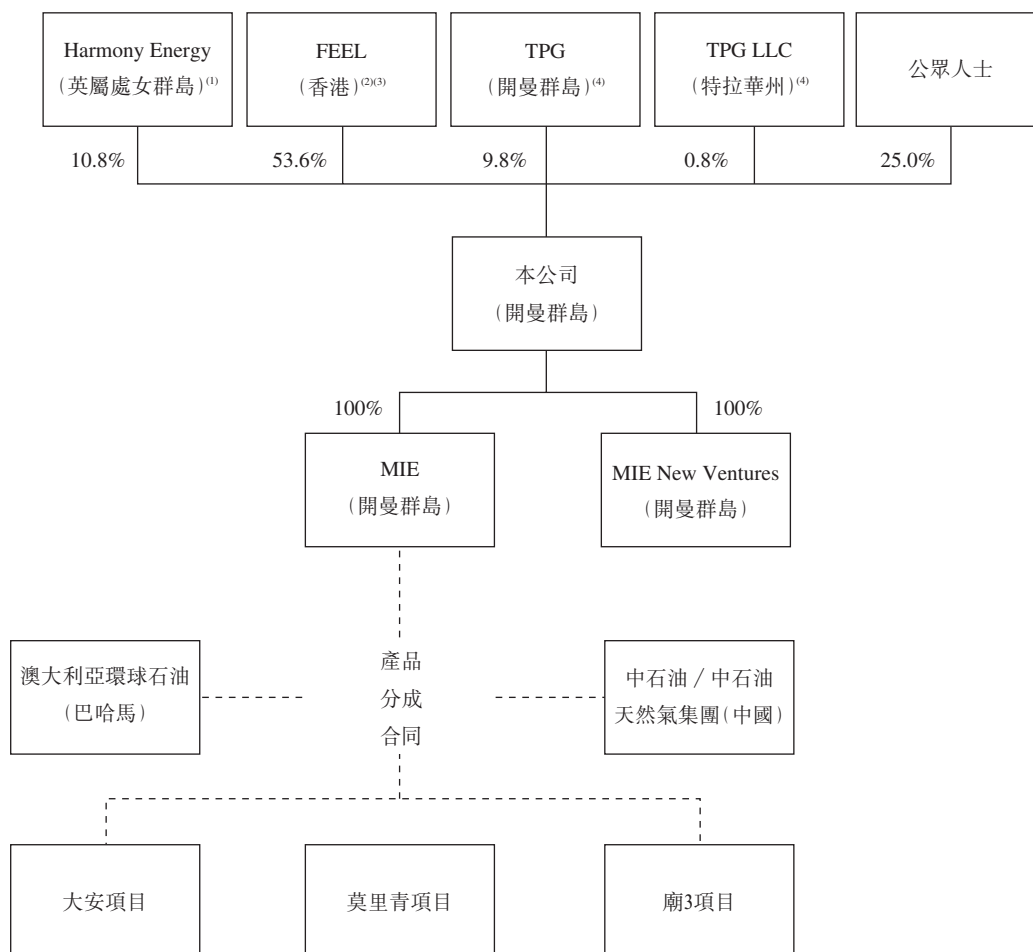 Harmony Energy
(英屬處女群島)(1)
FEEL
(香港)(2)(3)
TPG
(開曼群島)(4)
TPG LLC
(特拉華州)(4)
公眾人士
10.8%
53.6%
9.8%
0.8%
25.0%
本公司
(開曼群島)
100%
100%
MIE
(開曼群島)
MIE New Ventures
(開曼群島)
澳大利亞環球石油
(巴哈馬)
產品
分成
合同
中石油/中石油
天然氣集團(中國)
大安項目
莫里青項目
廟3項目